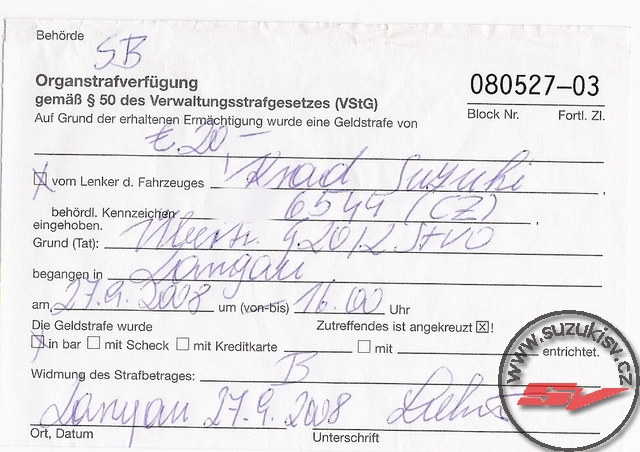 Behörde
SB
Organstrafverfügung
gemäß § 50 des Verwaltungsstrafgesetzes (VStG)
080527–03
Block Nr. Fortl. Zl.
Auf Grund der erhaltenen Ermächtigung wurde eine Geldstrafe von
€ 20,–
☒ vom Lenker d. Fahrzeuges Krad Suzuki,
behördl. Kennzeichen 6544 (CZ),
eingehoben.
Grund (Tat): § 20/2 StVO
begangen in Langau,
am, 27.9.2008 um (von–bis) 16.00 Uhr
Die Geldstrafe wurde Zutreffendes ist angekreuzt ☒!
☒ in bar ☐ mit Scheck ☐ mit Kreditkarte ☐ mit entrichtet.
Widmung des Strafbetrages: B
Langau 27.9.2008
Ort, Datum Unterschrift
www.suzukisv.cz
SV